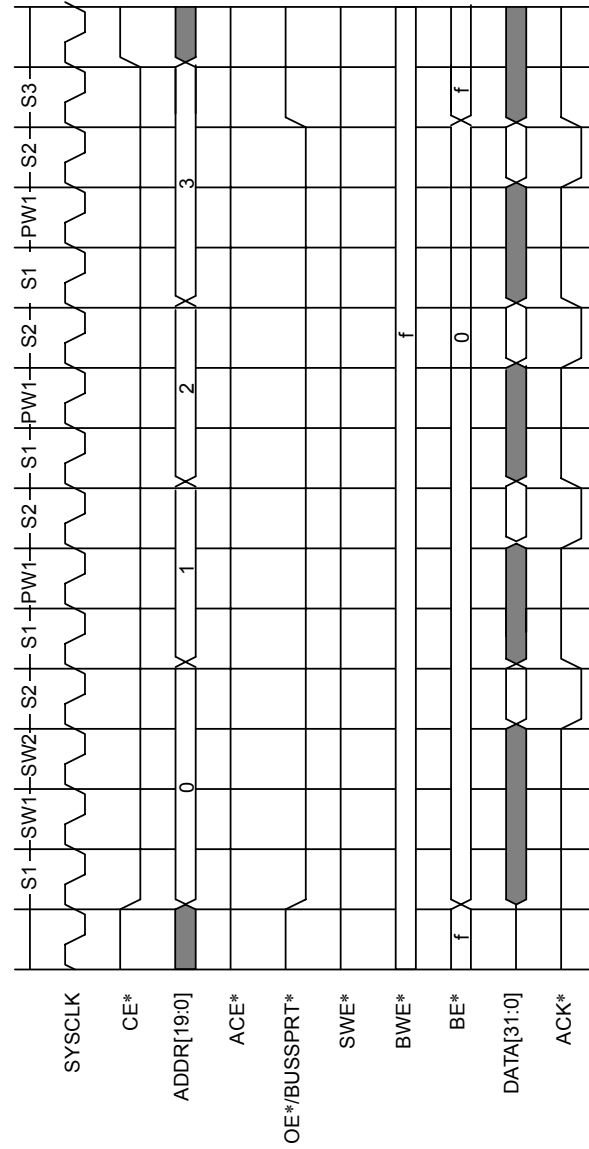 S1 SW1 SW2 S2 S1 PW1 S2 S1 PW1 S2 S1 PW1 S2 S3
SYSCLK
CE*
ADDR[19:0] 0 1 2 3
ACE*
OE*/BUSSPRT*
SWE*
BWE* f
BE* f 0 f
DATA[31:0]
ACK*